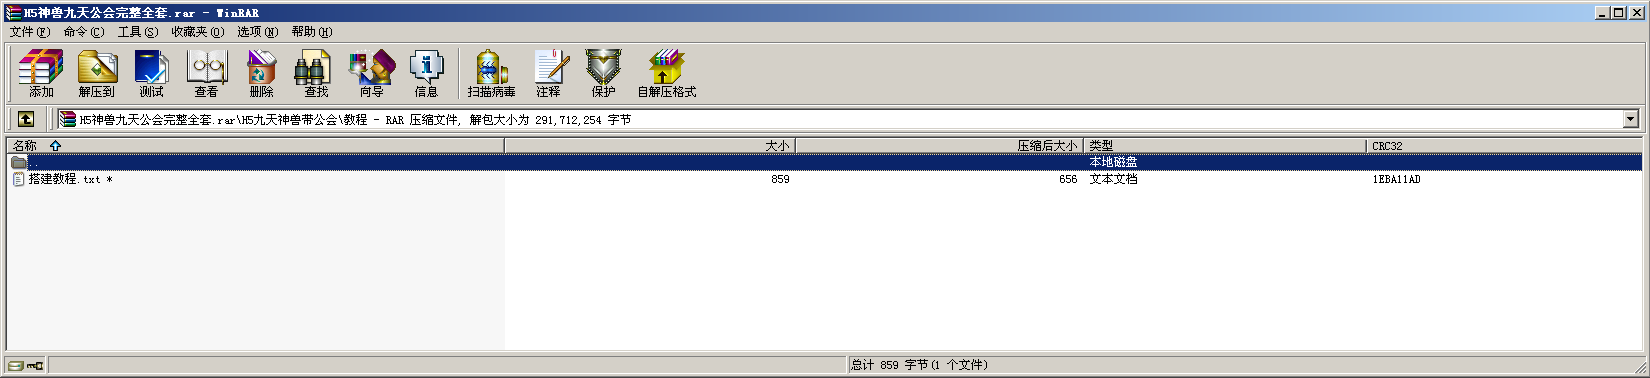 H5神兽九天公会完整全套.rar - WinRAR
文件(F) 命令(C) 工具(S) 收藏夹(O) 选项(N) 帮助(H)
添加 解压到 测试 查看 删除 查找 向导 信息 扫描病毒 注释 保护 自解压格式
H5神兽九天公会完整全套.rar\H5九天神兽带公会\教程 - RAR 压缩文件, 解包大小为 291,712,254 字节
名称 大小 压缩后大小 类型 CRC32
.. 本地磁盘
搭建教程.txt * 859 656 文本文档 1EBA11AD
总计 859 字节(1 个文件)